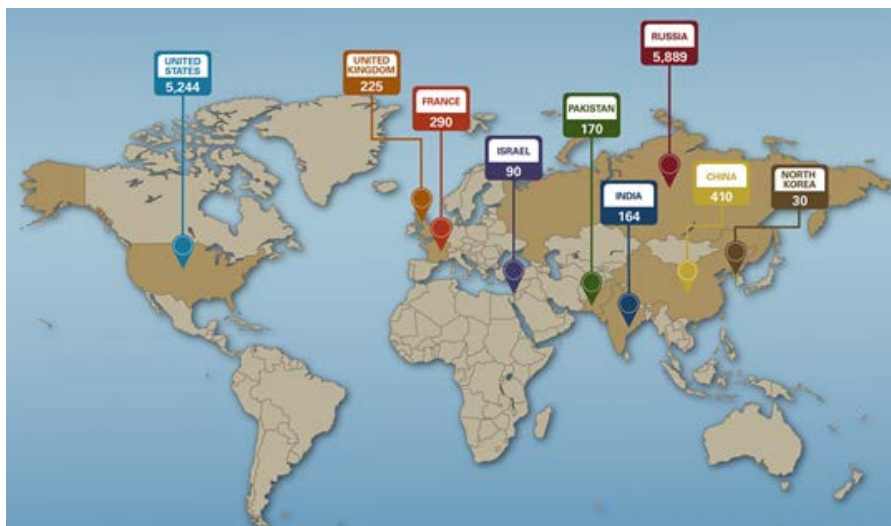 UNITED
STATES
5,244
UNITED
KINGDOM
225
FRANCE
290
ISRAEL
90
PAKISTAN
170
INDIA
164
RUSSIA
5,889
CHINA
410
NORTH
KOREA
30